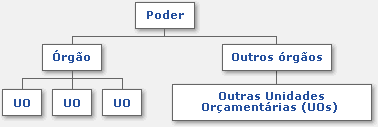 Poder
Órgão
Outros órgãos
UO
UO
UO
Outras Unidades
Orçamentárias (UOs)